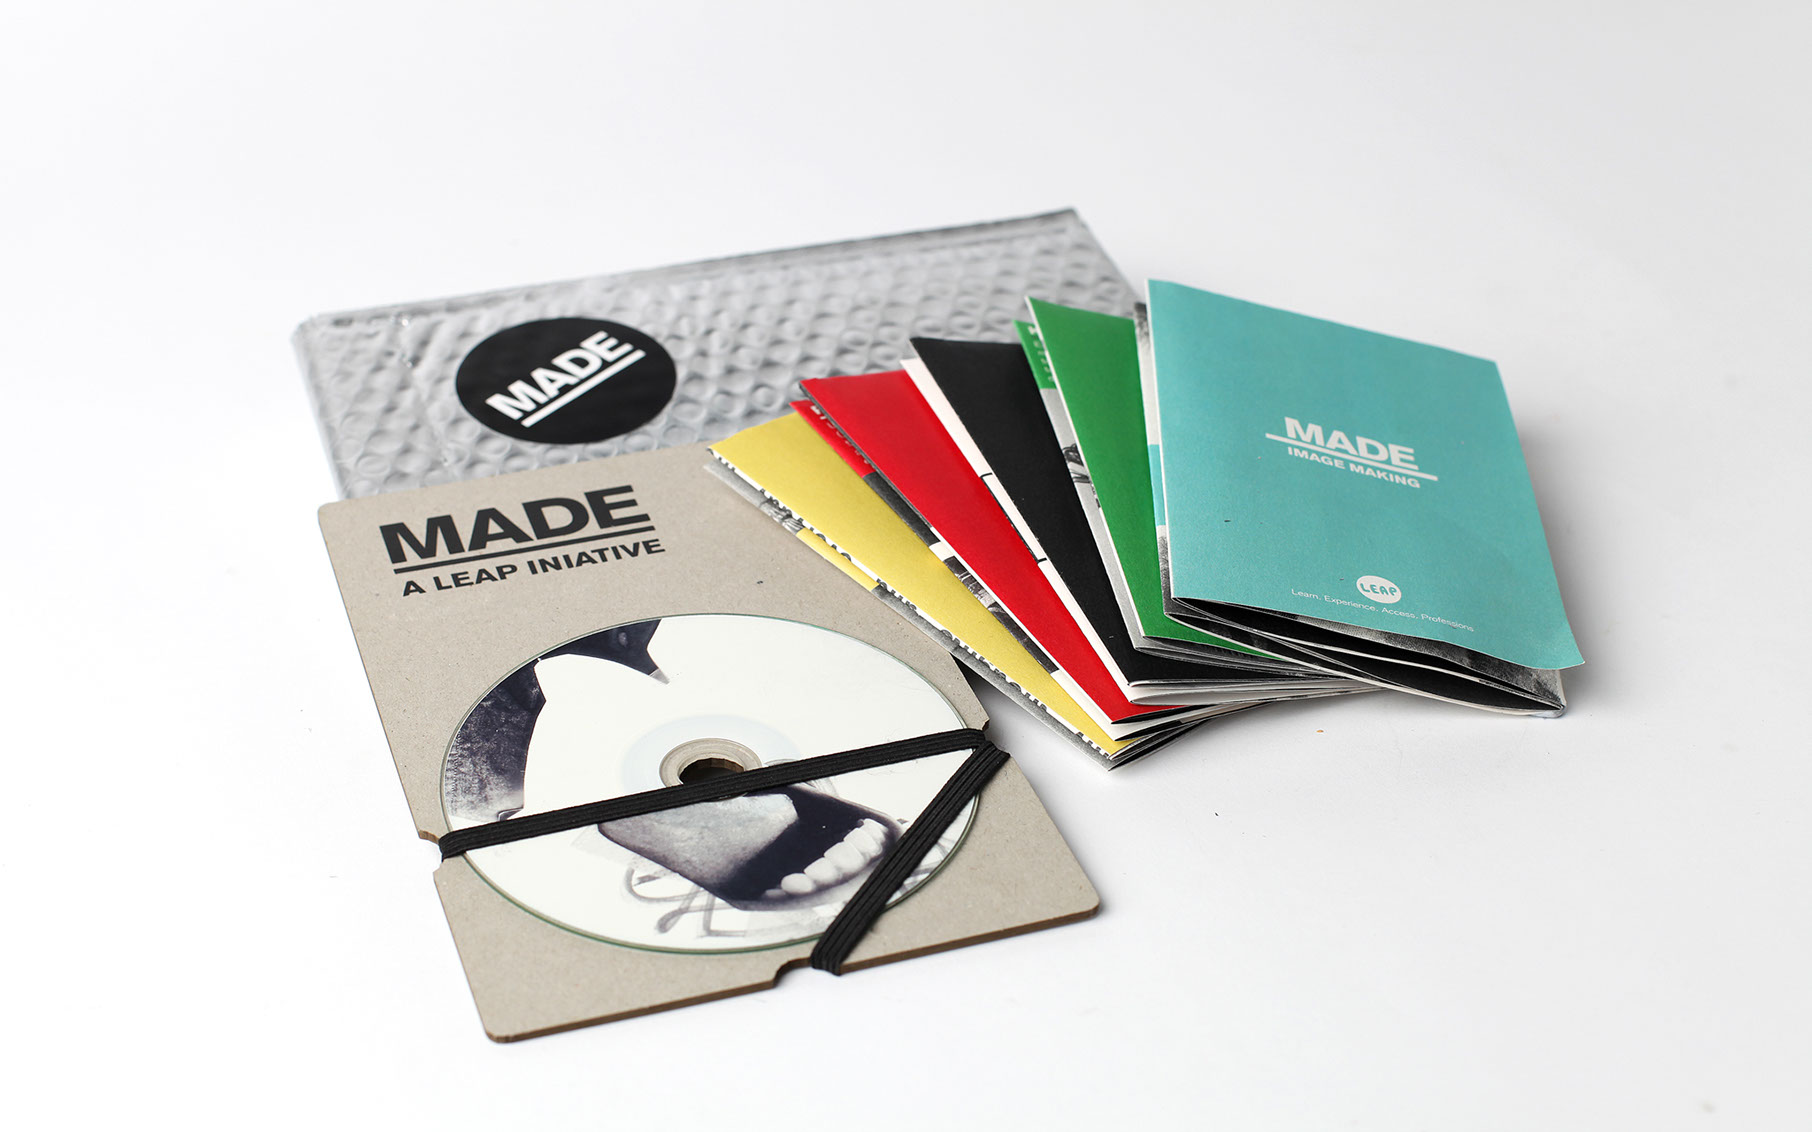 MADE
MADE
A LEAP INIATIVE
MADE
IMAGE MAKING
LEAP
Learn. Experience. Access. Professions